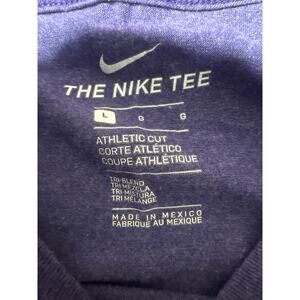 THE NIKE TEE
L G G
ATHLETIC CUT
CORTE ATLÉTICO
COUPE ATHLÉTIQUE
TRI-BLEND
TRI MEZCLA
TRI-MISTURA
TRI MÉLANGE
MADE IN MEXICO
FABRIQUÉ AU MEXIQUE